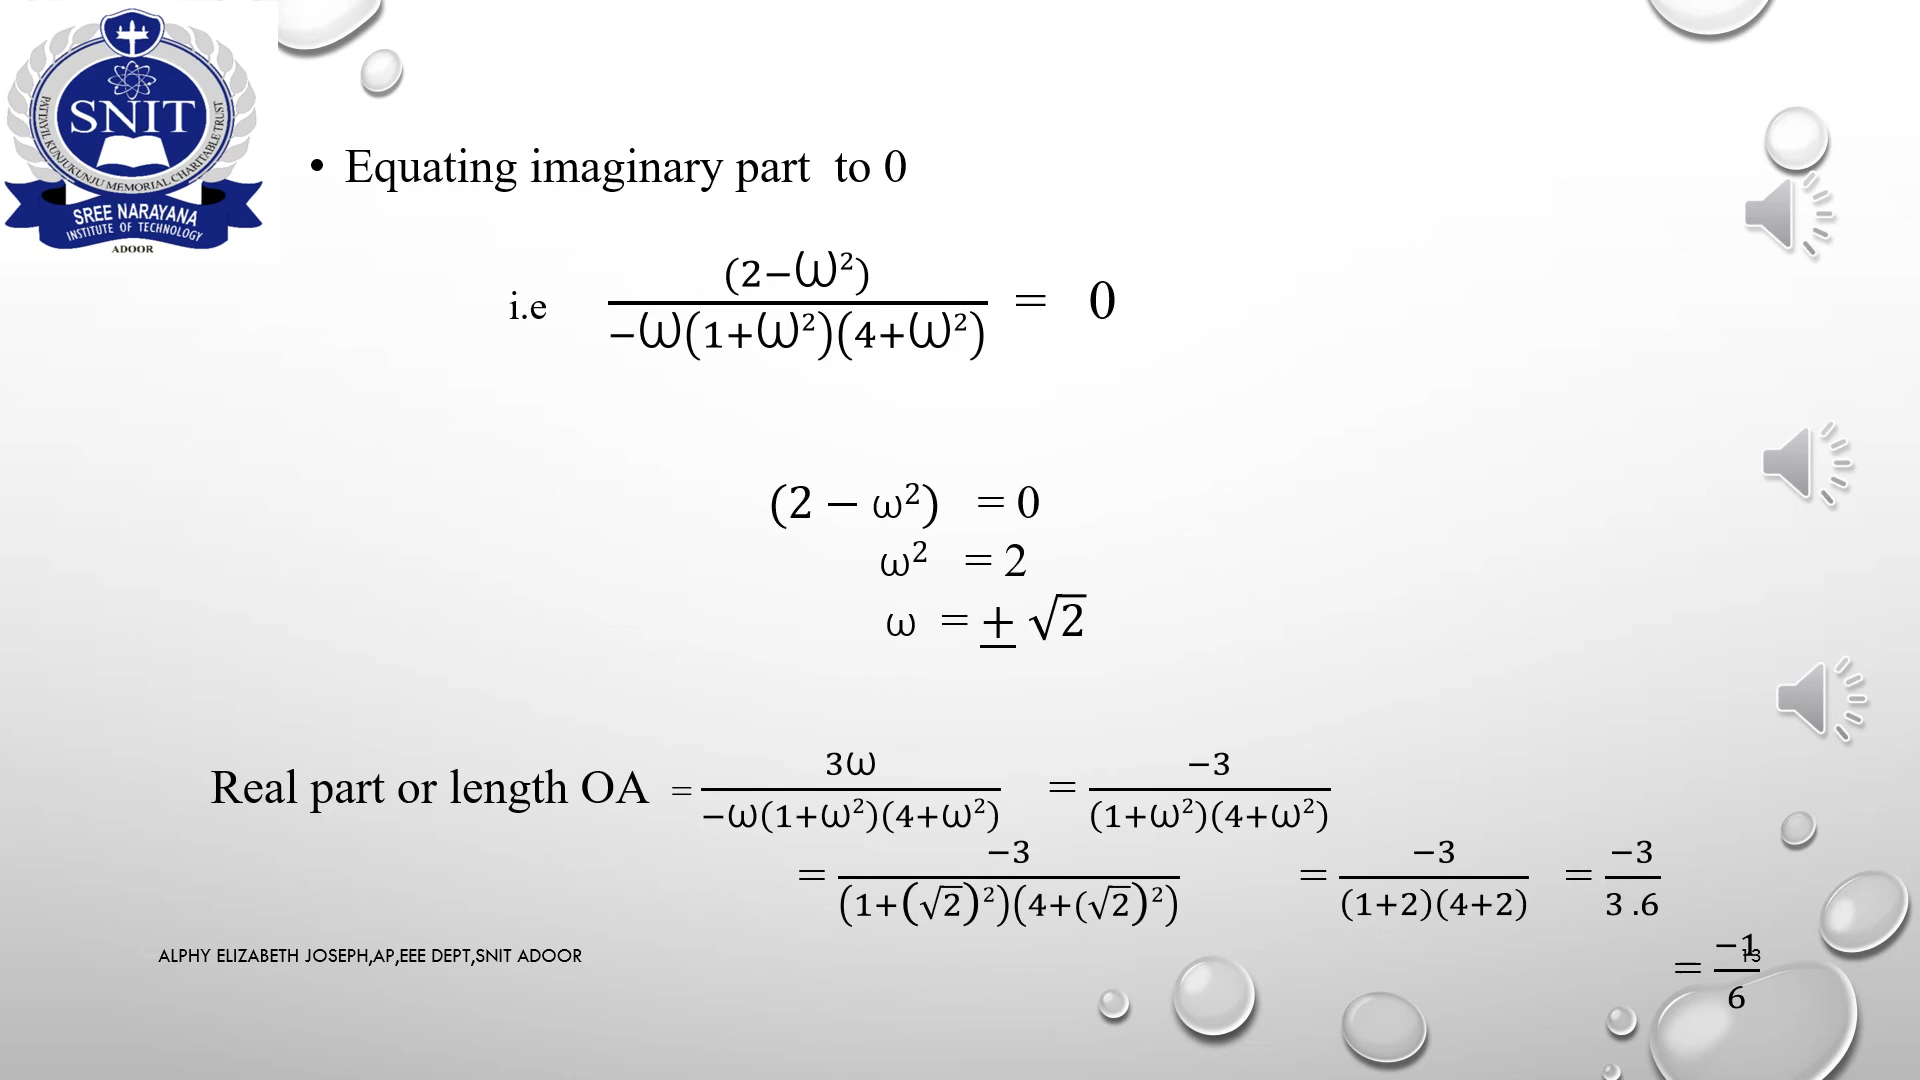 SNIT
PATTAYIL KUNJUKUNJU MEMORIAL CHARITABLE TRUST
SREE NARAYANA
INSTITUTE OF TECHNOLOGY
ADOOR
• Equating imaginary part to 0
i.e (2−ω²)/(−ω(1+ω²)(4+ω²)) = 0
(2 − ω²) = 0
ω² = 2
ω = ± √2
Real part or length OA = 3ω/(−ω(1+ω²)(4+ω²)) = −3/((1+ω²)(4+ω²))
= −3/((1+(√2)²)(4+(√2)²)) = −3/((1+2)(4+2)) = −3/(3 .6)
= −1/6
ALPHY ELIZABETH JOSEPH,AP,EEE DEPT,SNIT ADOOR
13